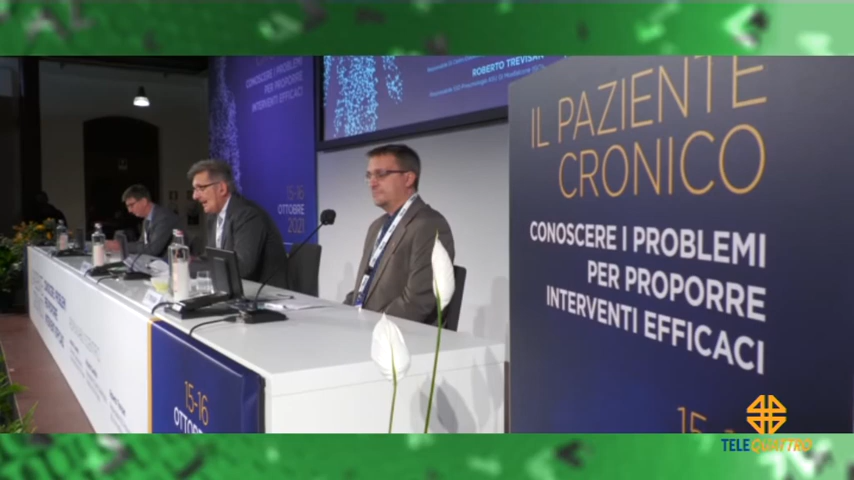 CONOSCERE I PROBLEMI
PER PROPORRE
INTERVENTI EFFICACI
15-16
OTTOBRE
2021
ROBERTO TREVISAN
IL PAZIENTE
CRONICO
CONOSCERE I PROBLEMI
PER PROPORRE
INTERVENTI EFFICACI
15
15-16
OTTOBRE
TELEQUATTRO